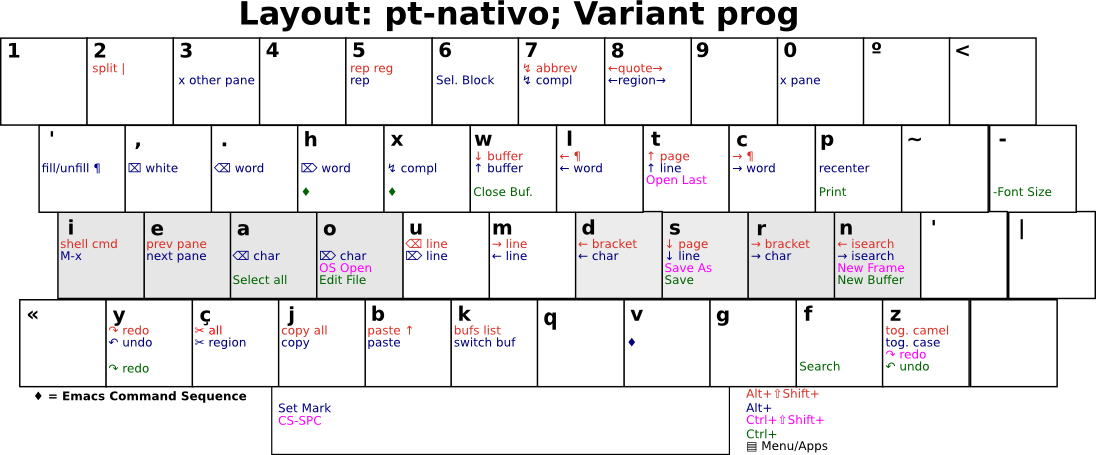 Layout: pt-nativo; Variant prog
1 2 3 4 5 6 7 8 9 0 º <
split | rep reg ↯ abbrev ←quote→
x other pane rep Sel. Block ↯ compl ←region→ x pane
' , . h x w l t c p ~ -
↓ buffer ← ¶ ↑ page → ¶
fill/unfill ¶ ⌧ white ⌫ word ⌦ word ↯ compl ↑ buffer ← word ↑ line → word recenter
Open Last
♦ ♦ Close Buf. Print -Font Size
i e a o u m d s r n ' |
shell cmd prev pane ⌫ line → line ← bracket ↓ page → bracket ← isearch
M-x next pane ⌫ char ⌦ char ⌦ line ← line ← char ↓ line → char → isearch
OS Open Save As New Frame
Select all Edit File Save New Buffer
« y ç j b k q v g f z
↷ redo ✂ all copy all paste ↑ bufs list tog. camel
↶ undo ✂ region copy paste switch buf ♦ tog. case
↷ redo
↷ redo Search ↶ undo
♦ = Emacs Command Sequence
Set Mark
CS-SPC
Alt+⇧Shift+
Alt+
Ctrl+⇧Shift+
Ctrl+
▤ Menu/Apps